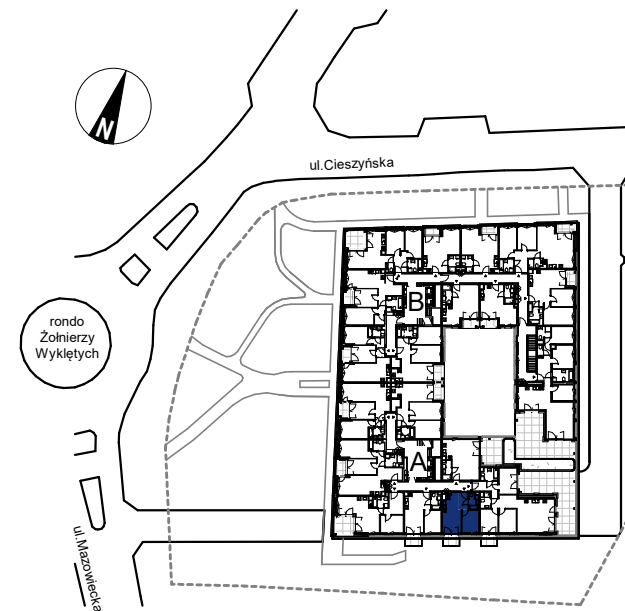 N
ul.Cieszyńska
B
rondo
Żołnierzy
Wyklętych
A
ul.Mazowiecka